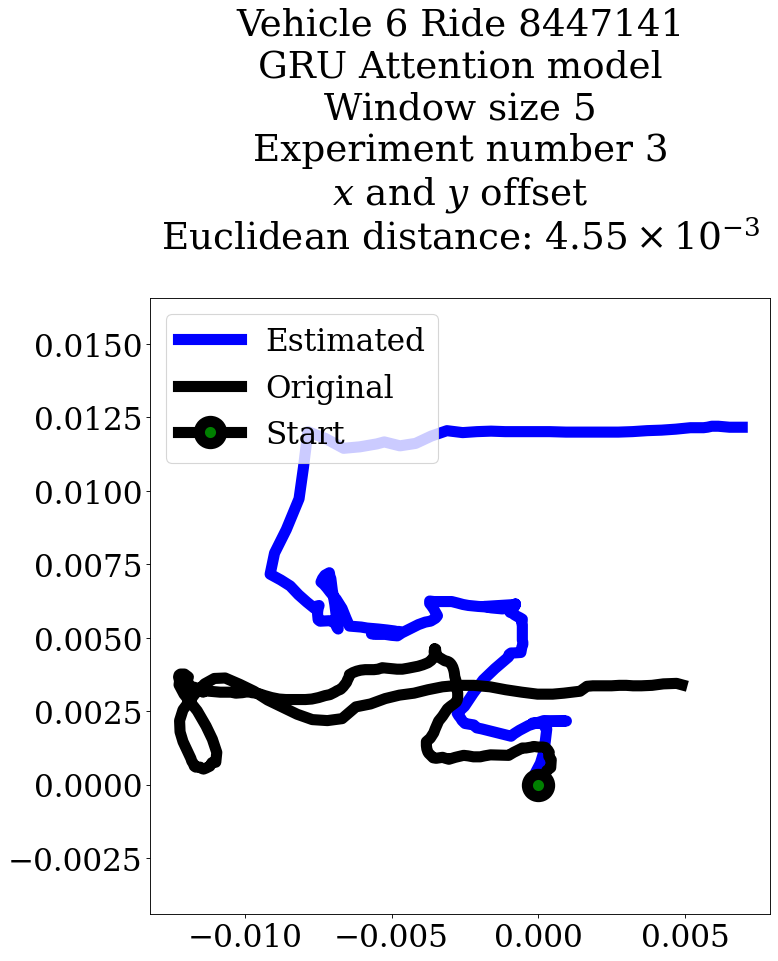 Vehicle 6 Ride 8447141
GRU Attention model
Window size 5
Experiment number 3
x and y offset
Euclidean distance: 4.55 × 10⁻³
Estimated
Original
Start
0.0150
0.0125
0.0100
0.0075
0.0050
0.0025
0.0000
−0.0025
−0.010 −0.005 0.000 0.005